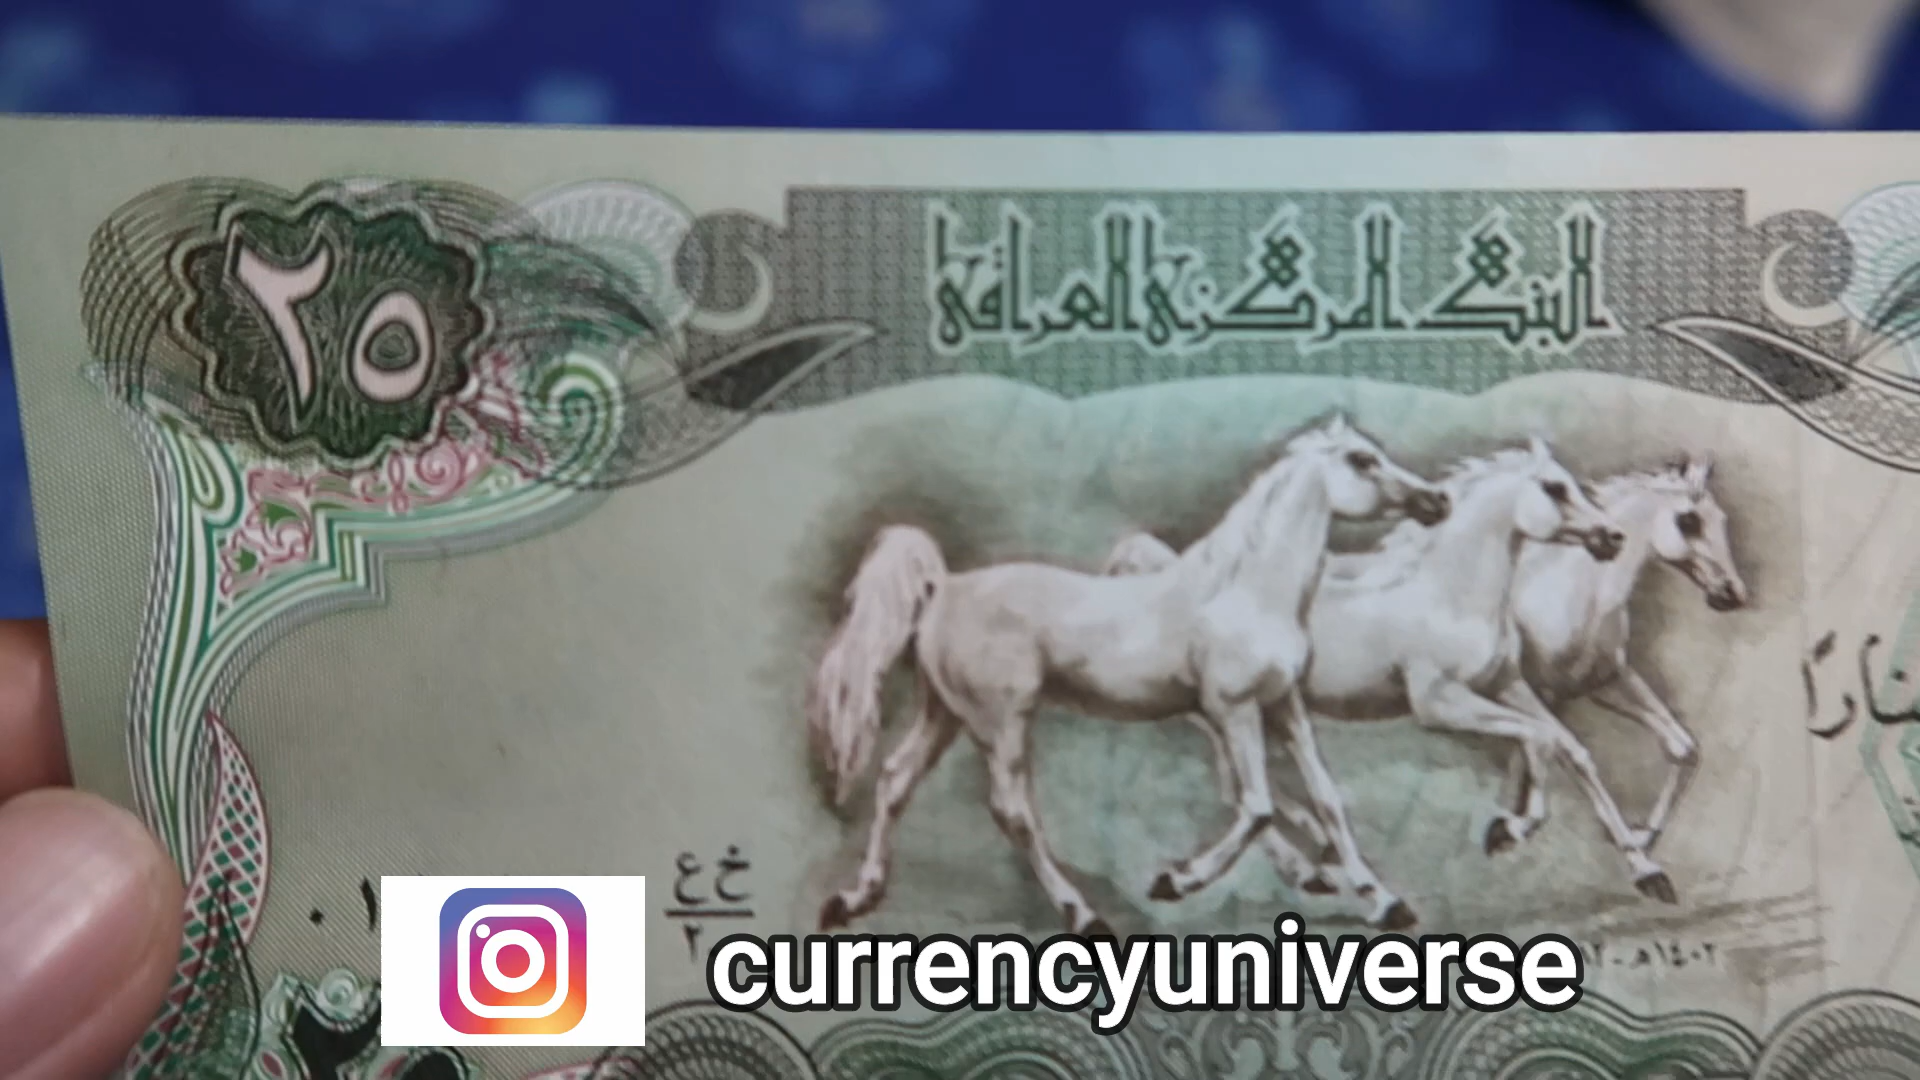 ٢٥
البنك المركزي العراقي
خ ع
٢
currencyuniverse